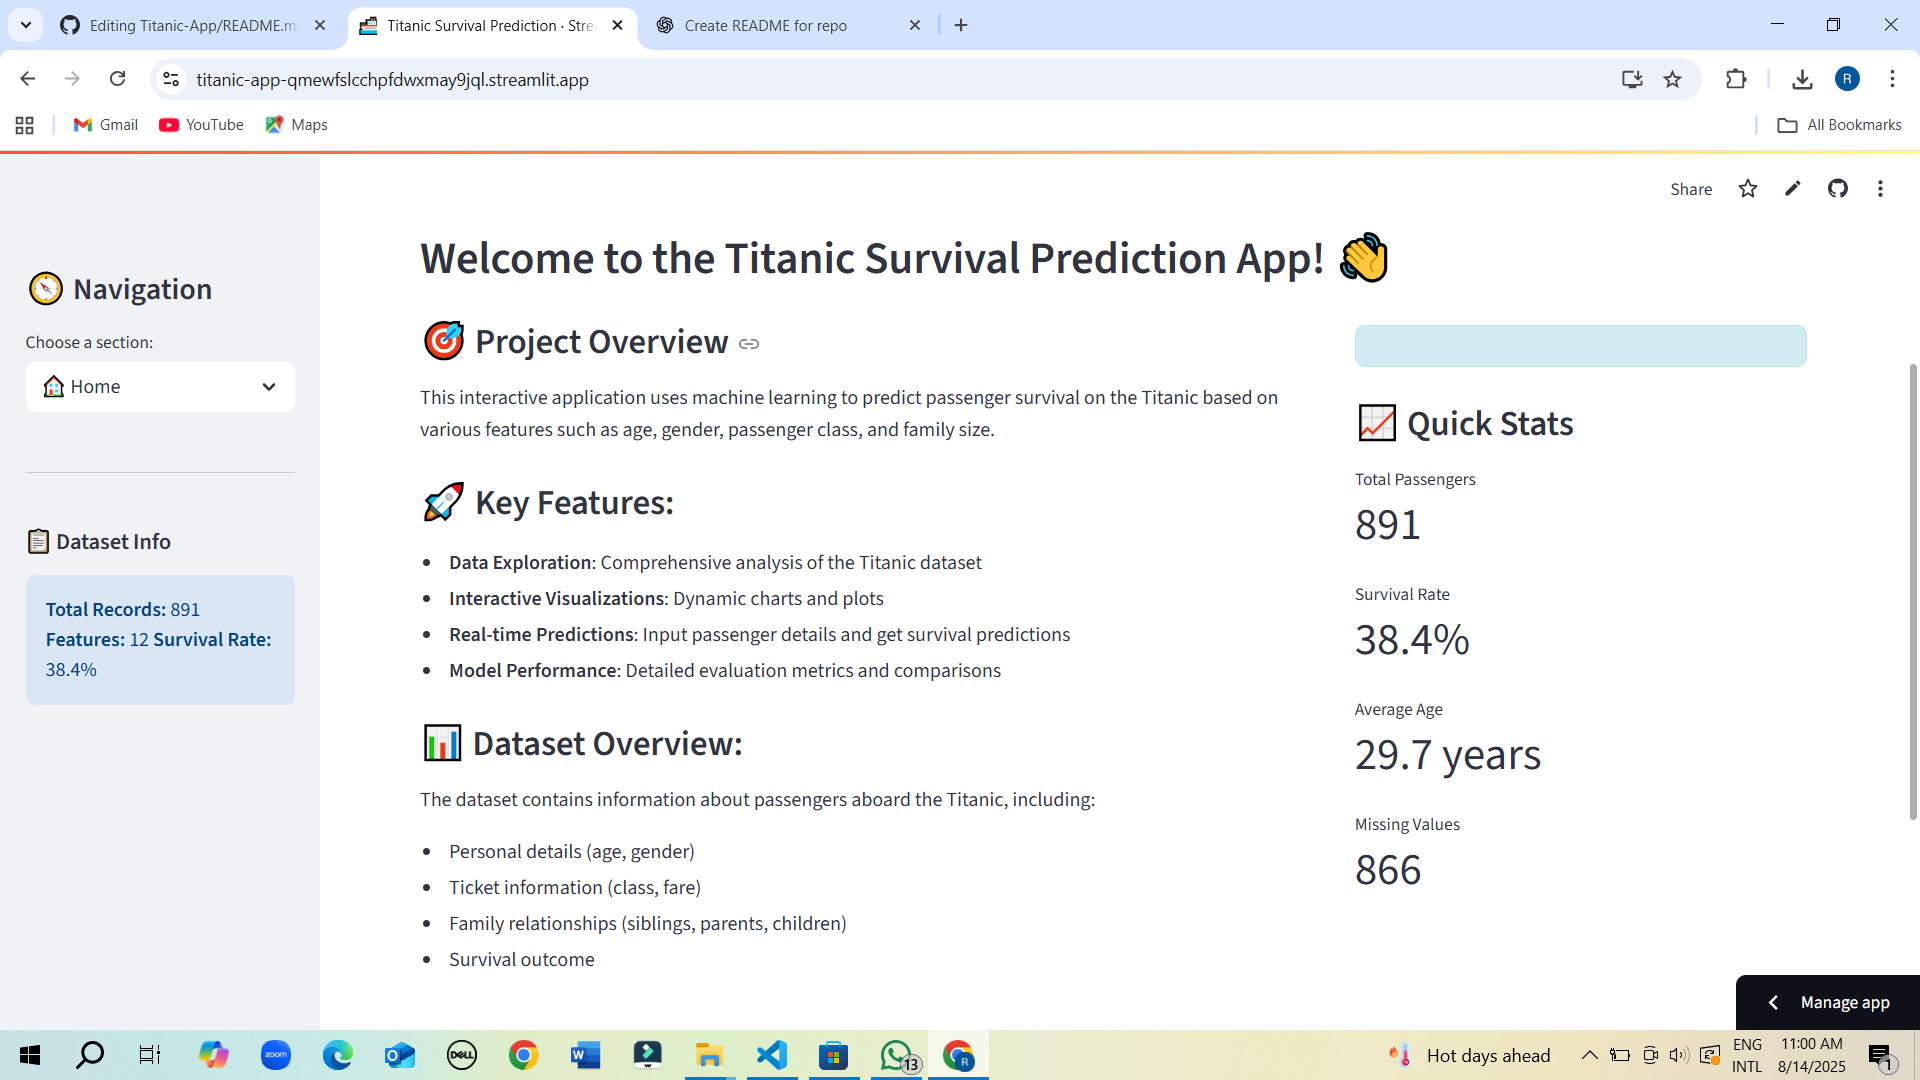 Editing Titanic-App/README.m
Titanic Survival Prediction · Stre
Create README for repo
titanic-app-qmewfslcchpfdwxmay9jql.streamlit.app
R
Gmail
YouTube
Maps
All Bookmarks
Share
Navigation
Choose a section:
Home
Dataset Info
Total Records: 891
Features: 12 Survival Rate:
38.4%
Welcome to the Titanic Survival Prediction App!
Project Overview
This interactive application uses machine learning to predict passenger survival on the Titanic based on
various features such as age, gender, passenger class, and family size.
Key Features:
• Data Exploration: Comprehensive analysis of the Titanic dataset
• Interactive Visualizations: Dynamic charts and plots
• Real-time Predictions: Input passenger details and get survival predictions
• Model Performance: Detailed evaluation metrics and comparisons
Dataset Overview:
The dataset contains information about passengers aboard the Titanic, including:
• Personal details (age, gender)
• Ticket information (class, fare)
• Family relationships (siblings, parents, children)
• Survival outcome
Quick Stats
Total Passengers
891
Survival Rate
38.4%
Average Age
29.7 years
Missing Values
866
Manage app
zoom
DELL
W
13
R
Hot days ahead
ENG
INTL
11:00 AM
8/14/2025
1